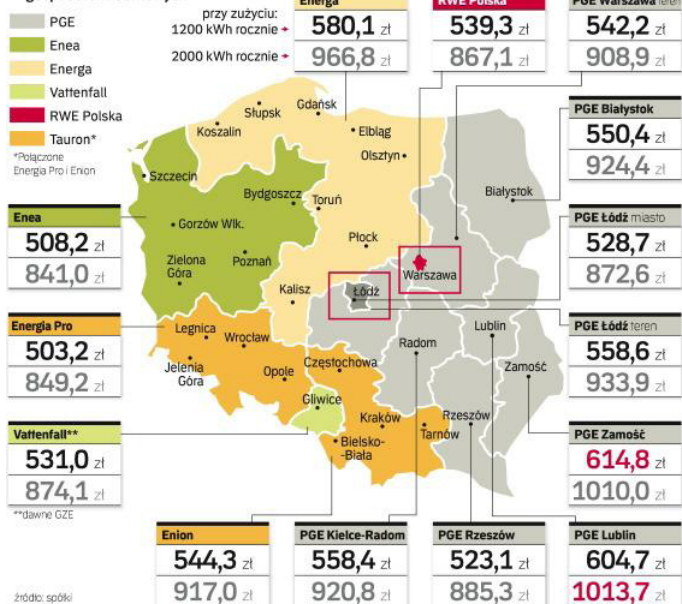 przy zużyciu:
1200 kWh rocznie
2000 kWh rocznie
Energa
580,1 zł
966,8 zł
RWE Polska
539,3 zł
867,1 zł
PGE Warszawa teren
542,2 zł
908,9 zł
PGE
Enea
Energa
Vattenfall
RWE Polska
Tauron*
*Połączone
Energia Pro i Enion
PGE Białystok
550,4 zł
924,4 zł
Gdańsk
Słupsk
Koszalin
Elbląg
Olsztyn
Szczecin
Bydgoszcz
Toruń
Białystok
Gorzów Wlk.
Płock
Zielona
Góra
Poznań
Warszawa
Kalisz
Łódź
Enea
508,2 zł
841,0 zł
PGE Łódź miasto
528,7 zł
872,6 zł
Energia Pro
503,2 zł
849,2 zł
PGE Łódź teren
558,6 zł
933,9 zł
Legnica
Wrocław
Lublin
Radom
Jelenia
Góra
Opole
Częstochowa
Zamość
Gliwice
Kraków
Rzeszów
Tarnów
Bielsko-
-Biała
Vattenfall**
531,0 zł
874,1 zł
**dawne GZE
PGE Zamość
614,8 zł
1010,0 zł
Enion
544,3 zł
917,0 zł
PGE Kielce-Radom
558,4 zł
920,8 zł
PGE Rzeszów
523,1 zł
885,3 zł
PGE Lublin
604,7 zł
1013,7 zł
źródło: spółki